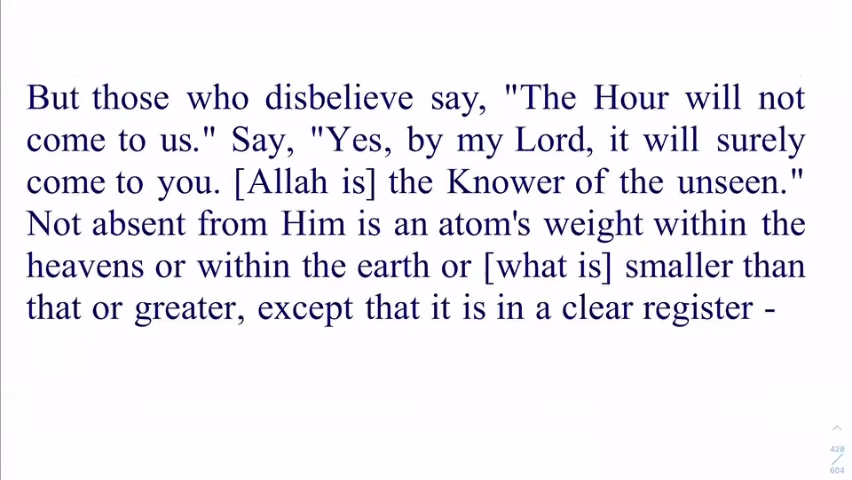 But those who disbelieve say, "The Hour will not
come to us." Say, "Yes, by my Lord, it will surely
come to you. [Allah is] the Knower of the unseen."
Not absent from Him is an atom's weight within the
heavens or within the earth or [what is] smaller than
that or greater, except that it is in a clear register -
428
604